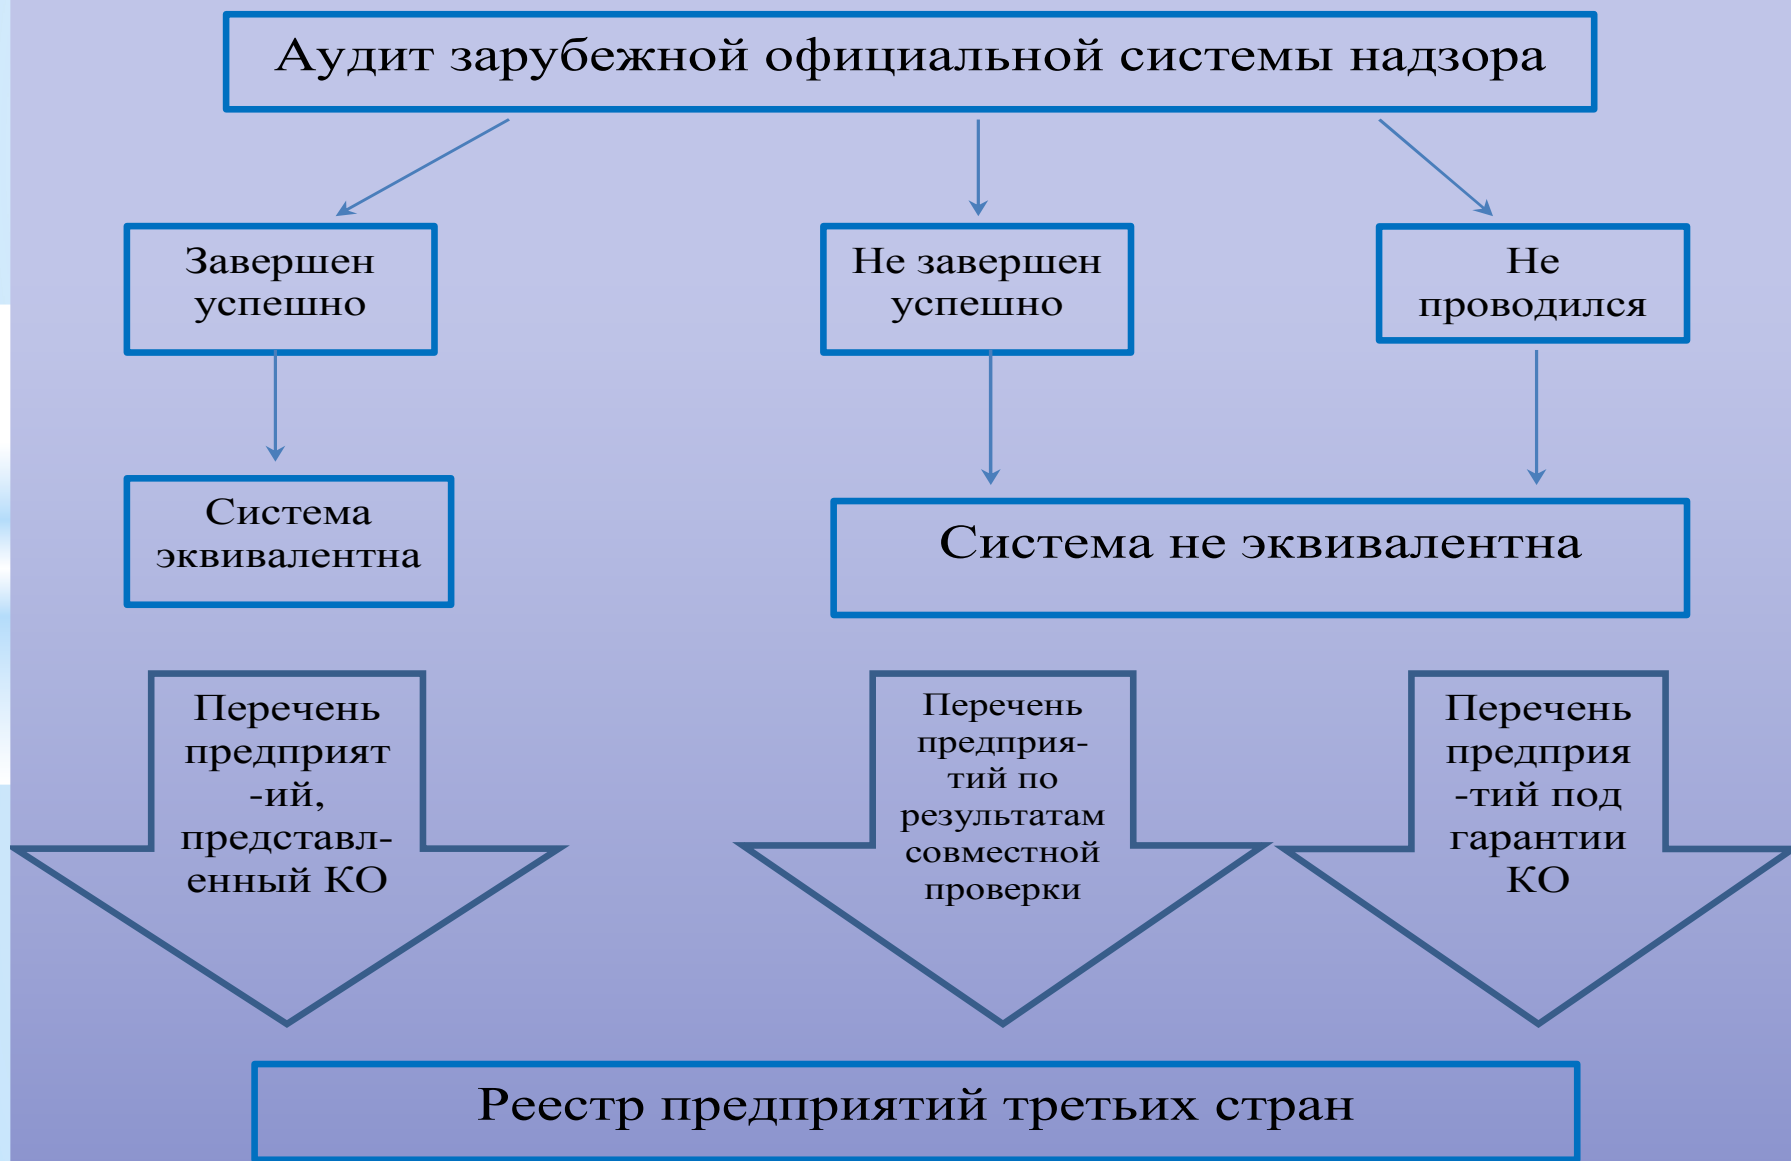 Аудит зарубежной официальной системы надзора
Завершен
успешно
Не завершен
успешно
Не
проводился
Система
эквивалентна
Система не эквивалентна
Перечень
предприят
-ий,
представл-
енный КО
Перечень
предприя-
тий по
результатам
совместной
проверки
Перечень
предприя
-тий под
гарантии
КО
Реестр предприятий третьих стран